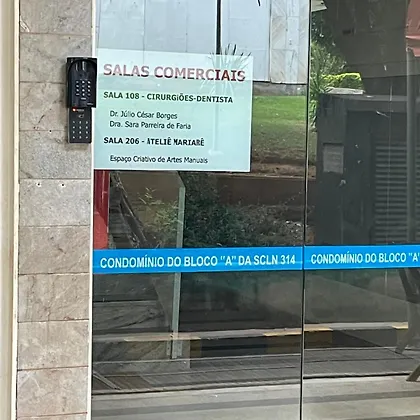 SALAS COMERCIAIS
SALA 108 - CIRURGIÕES-DENTISTA
Dr. Júlio César Borges
Dra. Sara Parreira de Faria
SALA 206 - ATELIÊ MARIARÊ
Espaço Criativo de Artes Manuais
CONDOMÍNIO DO BLOCO "A" DA SCLN 314
CONDOMÍNIO DO BLOCO "A"